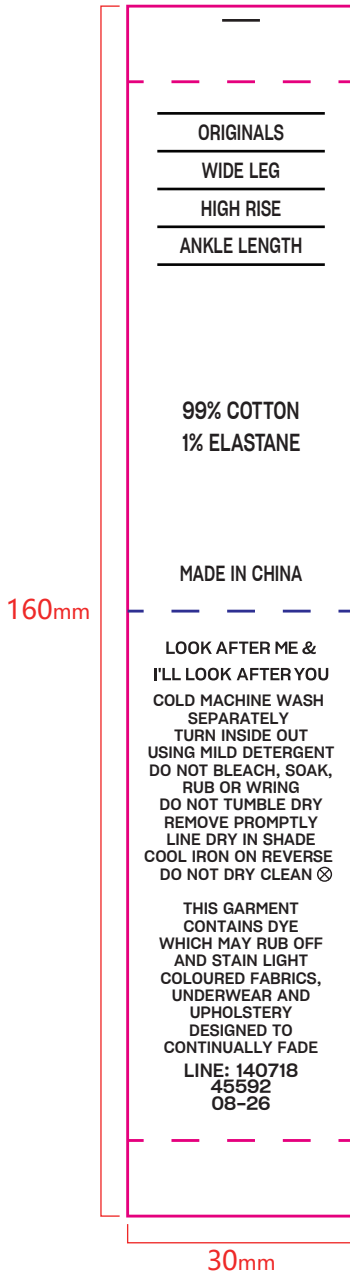 ORIGINALS
WIDE LEG
HIGH RISE
ANKLE LENGTH
99% COTTON
1% ELASTANE
MADE IN CHINA
160mm
LOOK AFTER ME &
I'LL LOOK AFTER YOU
COLD MACHINE WASH
SEPARATELY
TURN INSIDE OUT
USING MILD DETERGENT
DO NOT BLEACH, SOAK,
RUB OR WRING
DO NOT TUMBLE DRY
REMOVE PROMPTLY
LINE DRY IN SHADE
COOL IRON ON REVERSE
DO NOT DRY CLEAN ⊗
THIS GARMENT
CONTAINS DYE
WHICH MAY RUB OFF
AND STAIN LIGHT
COLOURED FABRICS,
UNDERWEAR AND
UPHOLSTERY
DESIGNED TO
CONTINUALLY FADE
LINE: 140718
45592
08-26
30mm